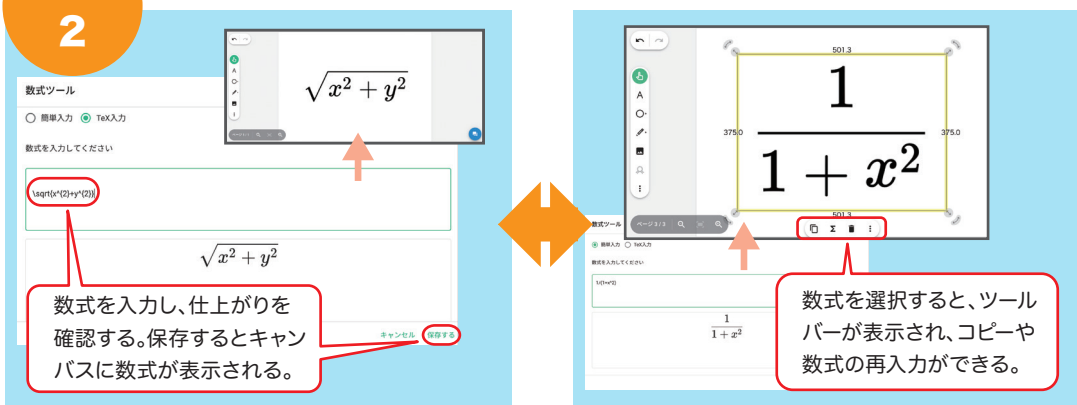 2
数式ツール
簡単入力 TeX入力
数式を入力してください
\sqrt{x^{2}+y^{2}}
√x² + y²
数式を入力し、仕上がりを
確認する。保存するとキャン
バスに数式が表示される。
キャンセル 保存する
A
√x² + y²
数式ツール
簡単入力 TeX入力
数式を入力してください
1/(1+x^2)
1
1 + x²
A
501.3
375.0
1
1 + x²
375.0
501.3
ページ 3 / 3
Σ
数式を選択すると、ツール
バーが表示され、コピーや
数式の再入力ができる。